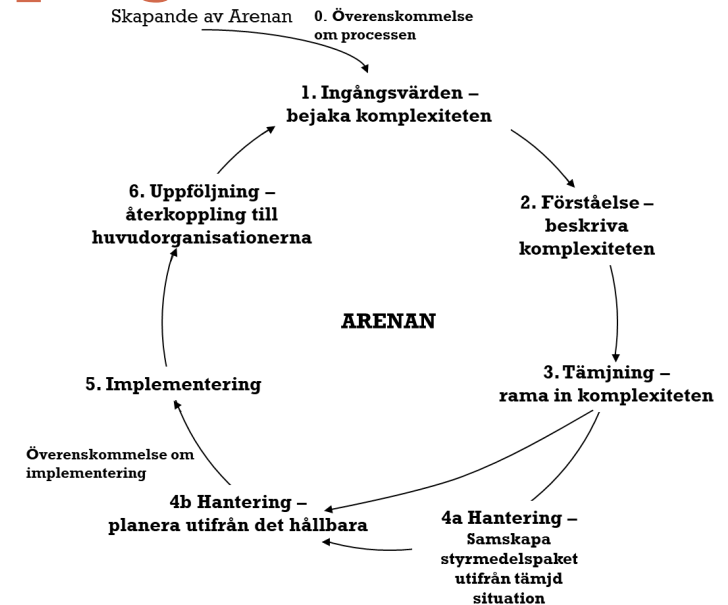 Skapande av Arenan
0. Överenskommelse
om processen
1. Ingångsvärden –
bejaka komplexiteten
2. Förståelse –
beskriva
komplexiteten
3. Tämjning –
rama in komplexiteten
4a Hantering –
Samskapa
styrmedelspaket
utifrån tämjd
situation
4b Hantering –
planera utifrån det hållbara
Överenskommelse om
implementering
5. Implementering
6. Uppföljning –
återkoppling till
huvudorganisationerna
ARENAN